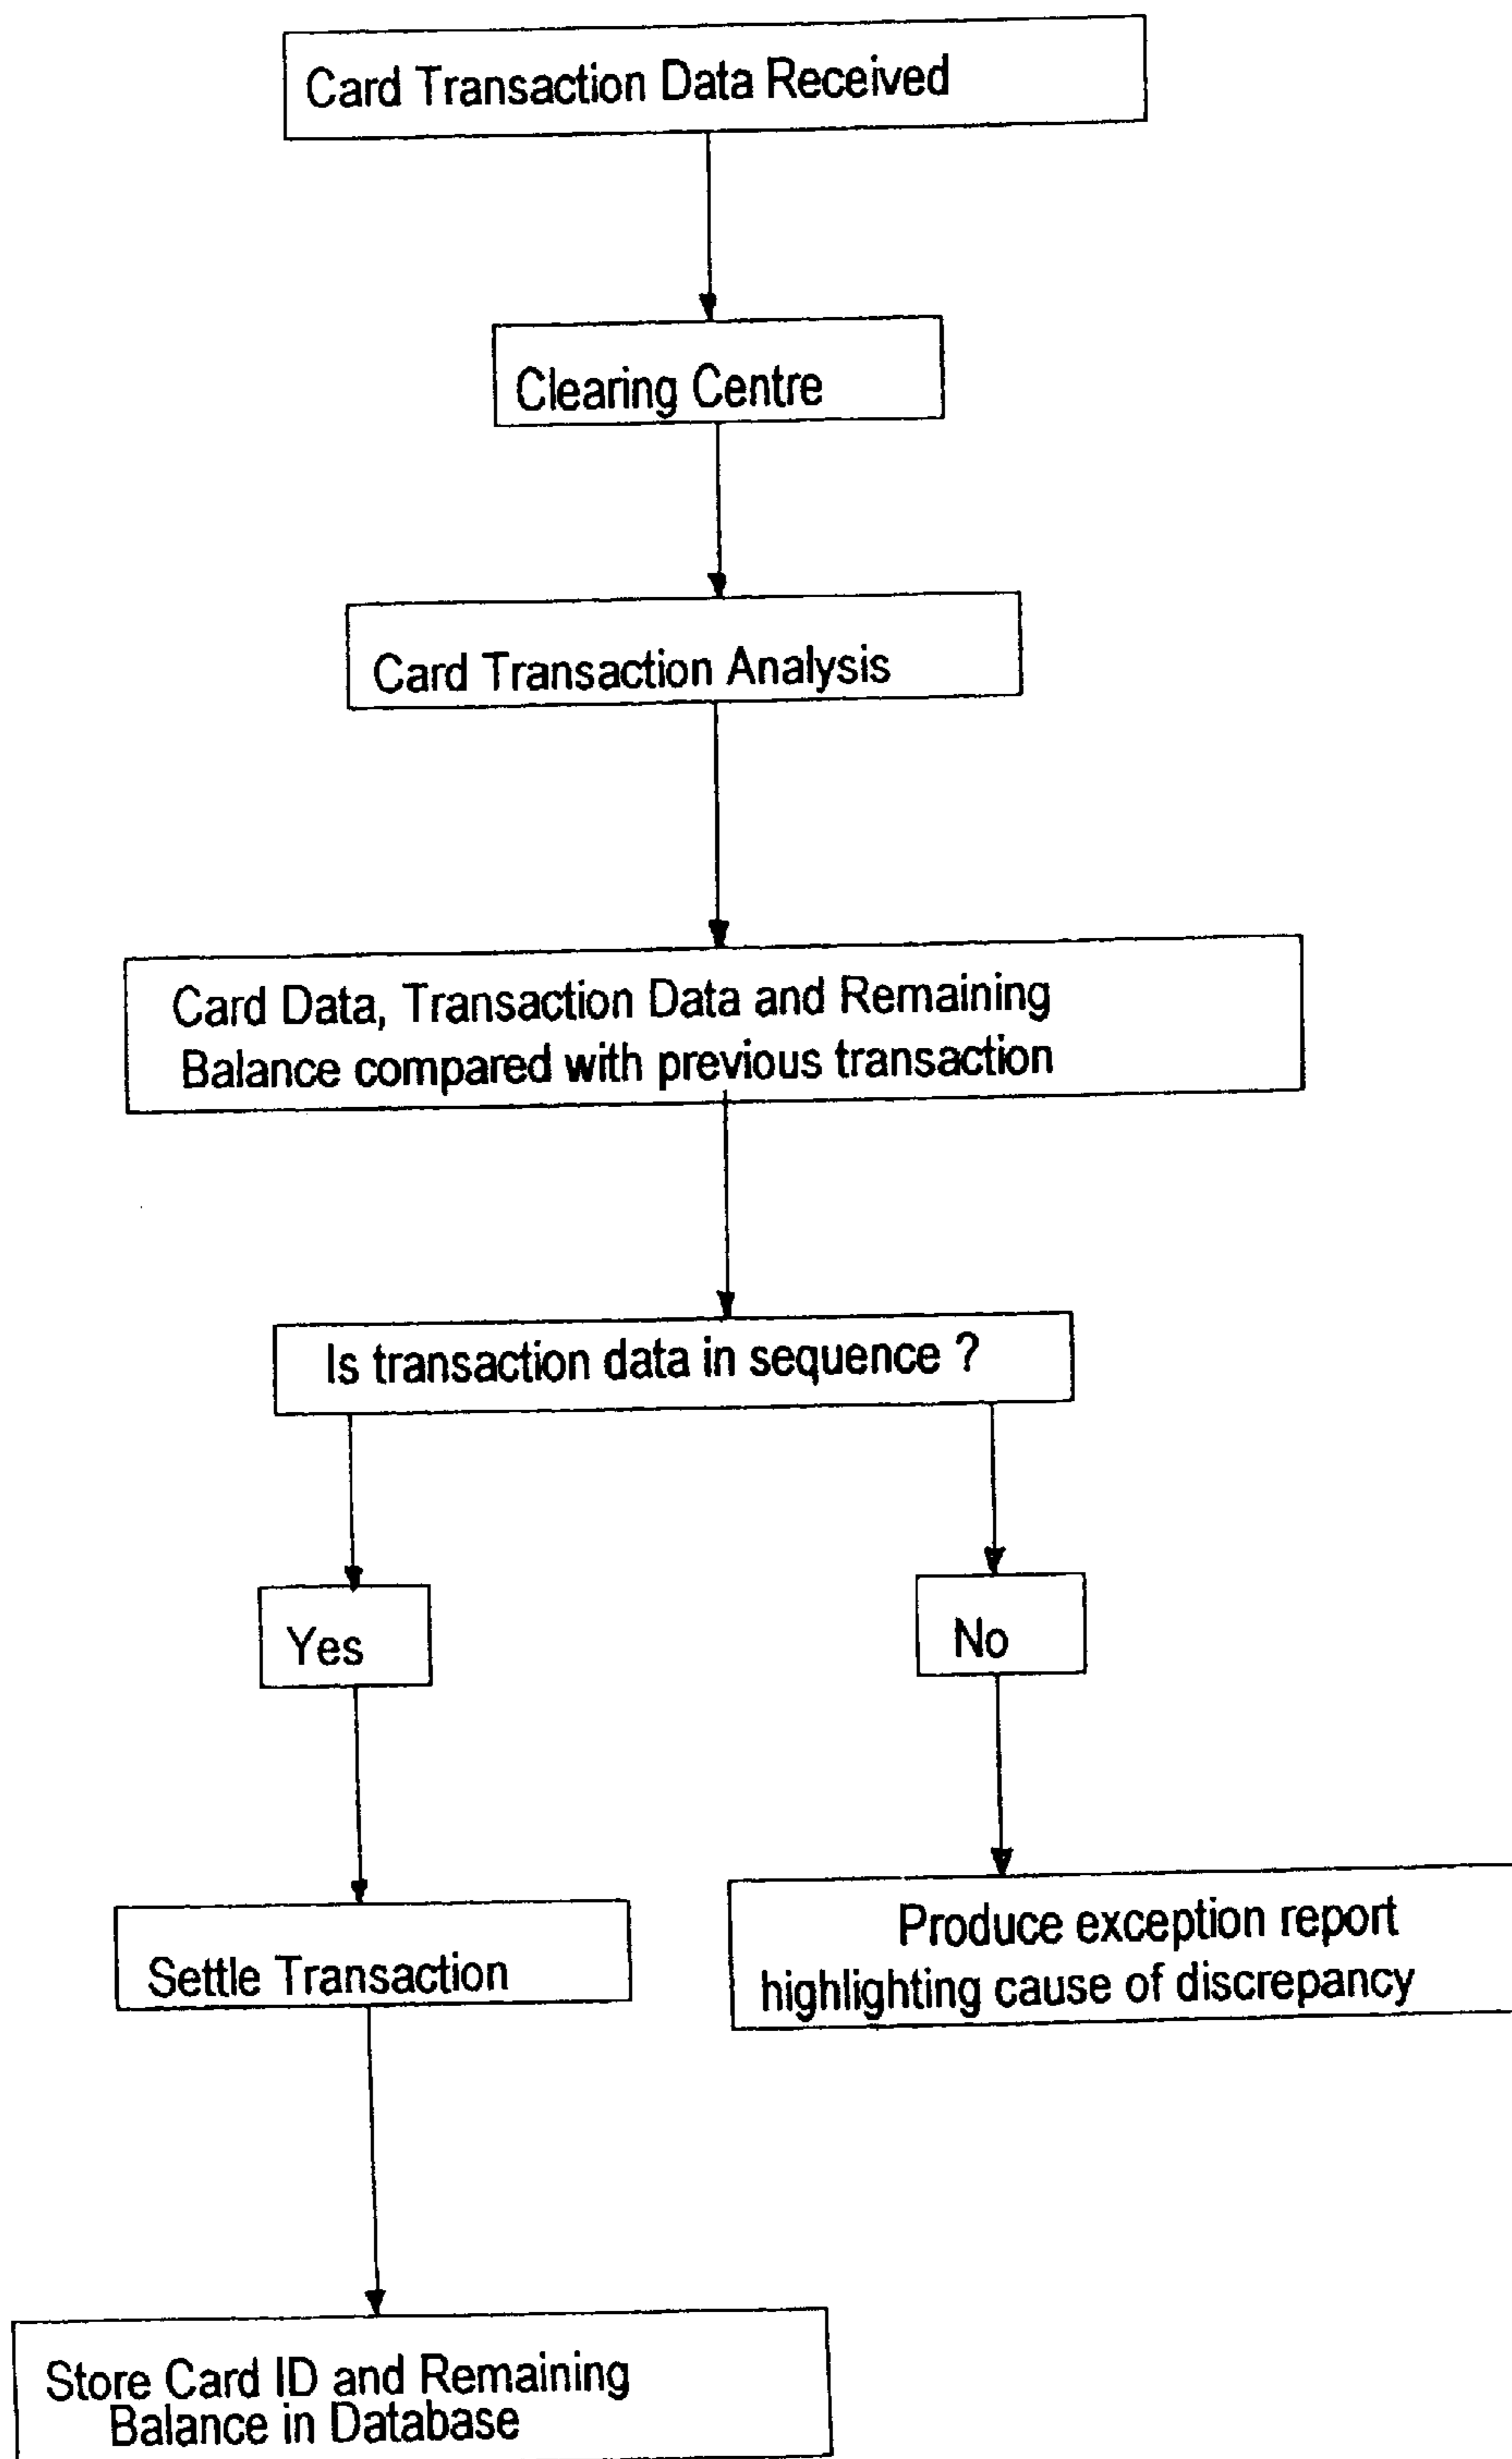 Card Transaction Data Received
Clearing Centre
Card Transaction Analysis
Card Data, Transaction Data and Remaining
Balance compared with previous transaction
Is transaction data in sequence ?
Yes
No
Settle Transaction
Produce exception report
highlighting cause of discrepancy
Store Card ID and Remaining
Balance in Database